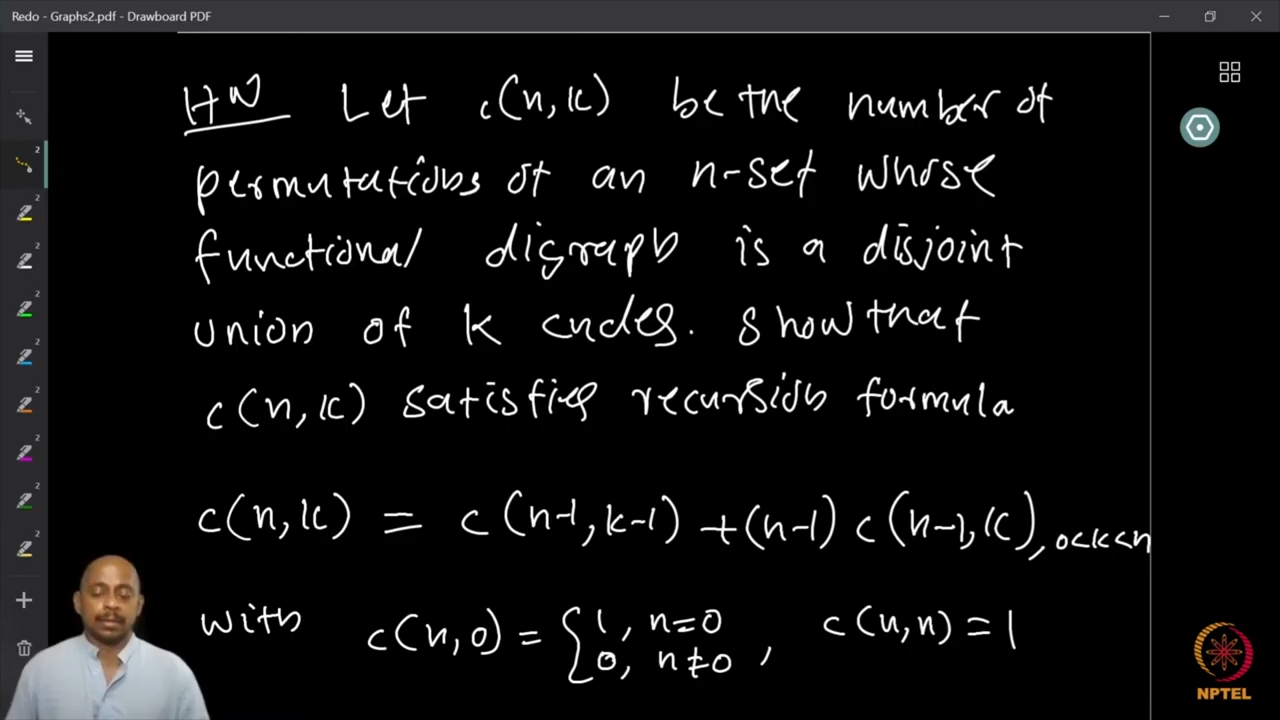 Redo - Graphs2.pdf - Drawboard PDF
HW Let c(n,k) be the number of
permutations of an n-set whose
functional digraph is a disjoint
union of k cycles. show that
c(n,k) satisfies recursion formula
c(n,k) = c(n-1,k-1) + (n-1) c(n-1,k), 0<k<n
with c(n,0) = { 1, n=0
0, n≠0 , c(n,n) = 1
NPTEL